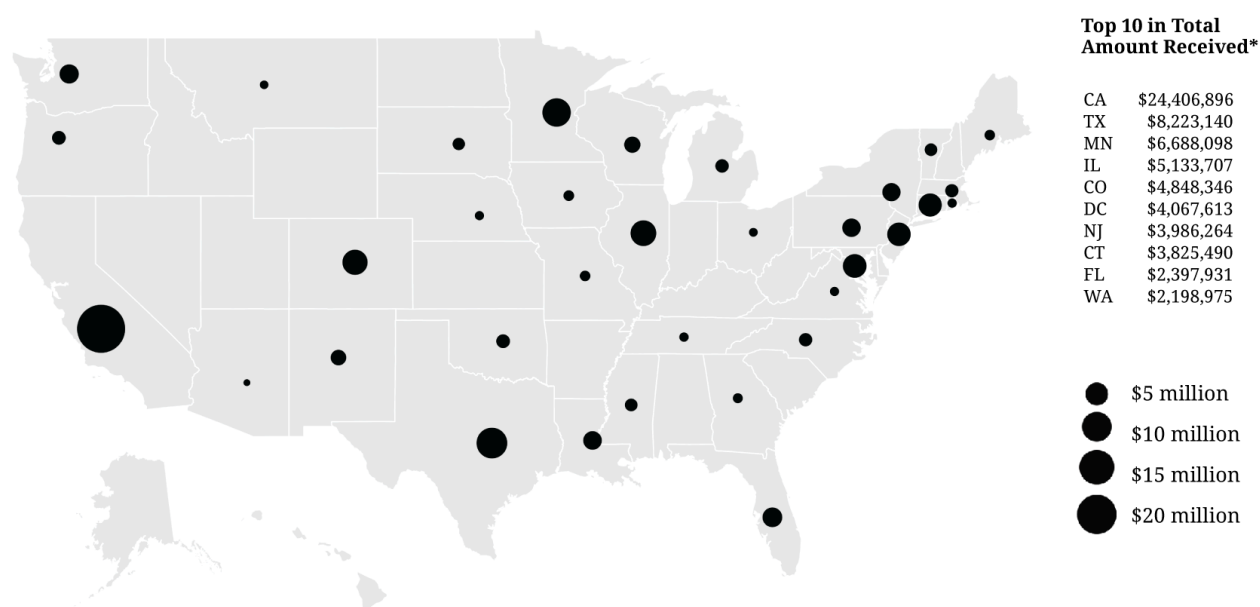 Top 10 in Total
Amount Received*
CA $24,406,896
TX $8,223,140
MN $6,688,098
IL $5,133,707
CO $4,848,346
DC $4,067,613
NJ $3,986,264
CT $3,825,490
FL $2,397,931
WA $2,198,975
$5 million
$10 million
$15 million
$20 million